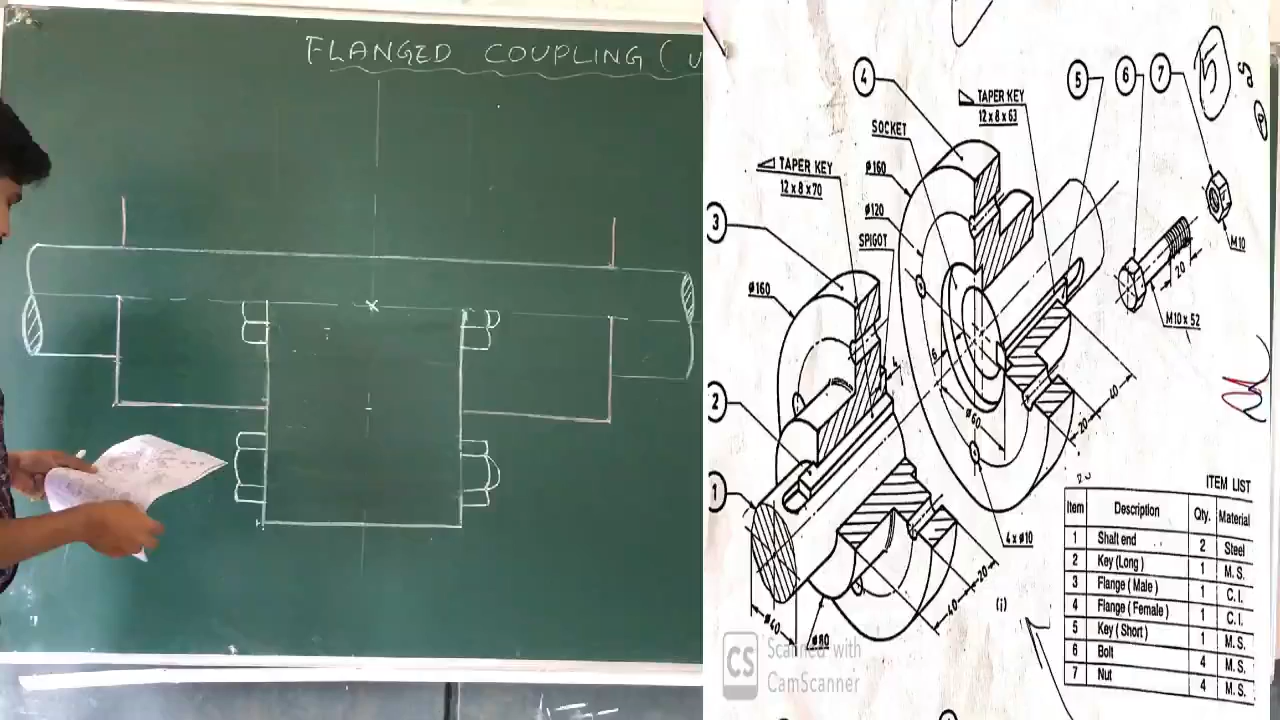 FLANGED COUPLING (U
4
5
6
7
5
TAPER KEY
12 x 8 x 63
SOCKET
TAPER KEY
12 x 8 x 70
Ø160
Ø120
SPIGOT
3
Ø160
M10
20
M10 x 52
6
4
2
Ø60
40
20
1
4 x Ø10
20
40
(i)
Ø40
Ø80
ITEM LIST
Item Description Qty. Material
1 Shaft end 2 Steel
2 Key (Long) 1 M.S.
3 Flange (Male) 1 C.I.
4 Flange (Female) 1 C.I.
5 Key (Short) 1 M.S.
6 Bolt 4 M.S.
7 Nut 4 M.S.
CS Scanned with
CamScanner